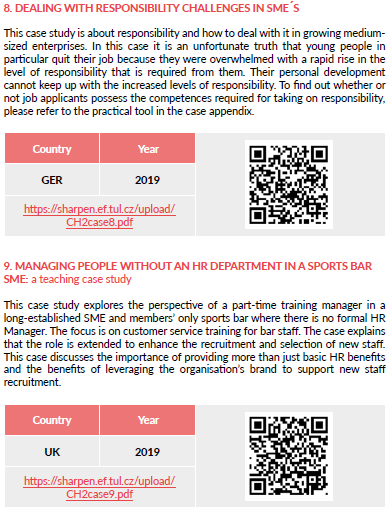 8. DEALING WITH RESPONSIBILITY CHALLENGES IN SME´S
This case study is about responsibility and how to deal with it in growing medium-
sized enterprises. In this case it is an unfortunate truth that young people in
particular quit their job because they were overwhelmed with a rapid rise in the
level of responsibility that is required from them. Their personal development
cannot keep up with the increased levels of responsibility. To find out whether or
not job applicants possess the competences required for taking on responsibility,
please refer to the practical tool in the case appendix.
Country Year
GER 2019
https://sharpen.ef.tul.cz/upload/
CH2case8.pdf
9. MANAGING PEOPLE WITHOUT AN HR DEPARTMENT IN A SPORTS BAR
SME: a teaching case study
This case study explores the perspective of a part-time training manager in a
long-established SME and members' only sports bar where there is no formal HR
Manager. The focus is on customer service training for bar staff. The case explains
that the role is extended to enhance the recruitment and selection of new staff.
This case discusses the importance of providing more than just basic HR benefits
and the benefits of leveraging the organisation's brand to support new staff
recruitment.
Country Year
UK 2019
https://sharpen.ef.tul.cz/upload/
CH2case9.pdf